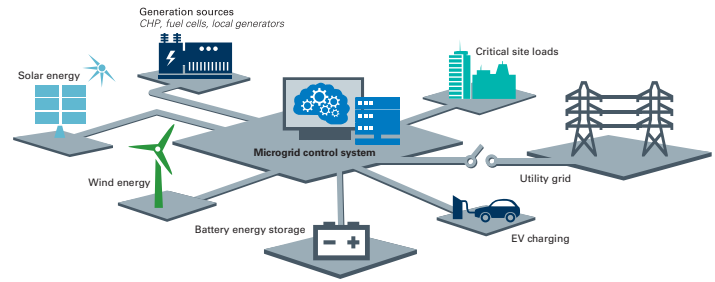 Generation sources
CHP, fuel cells, local generators
Solar energy
Critical site loads
Microgrid control system
Wind energy
Utility grid
Battery energy storage
EV charging